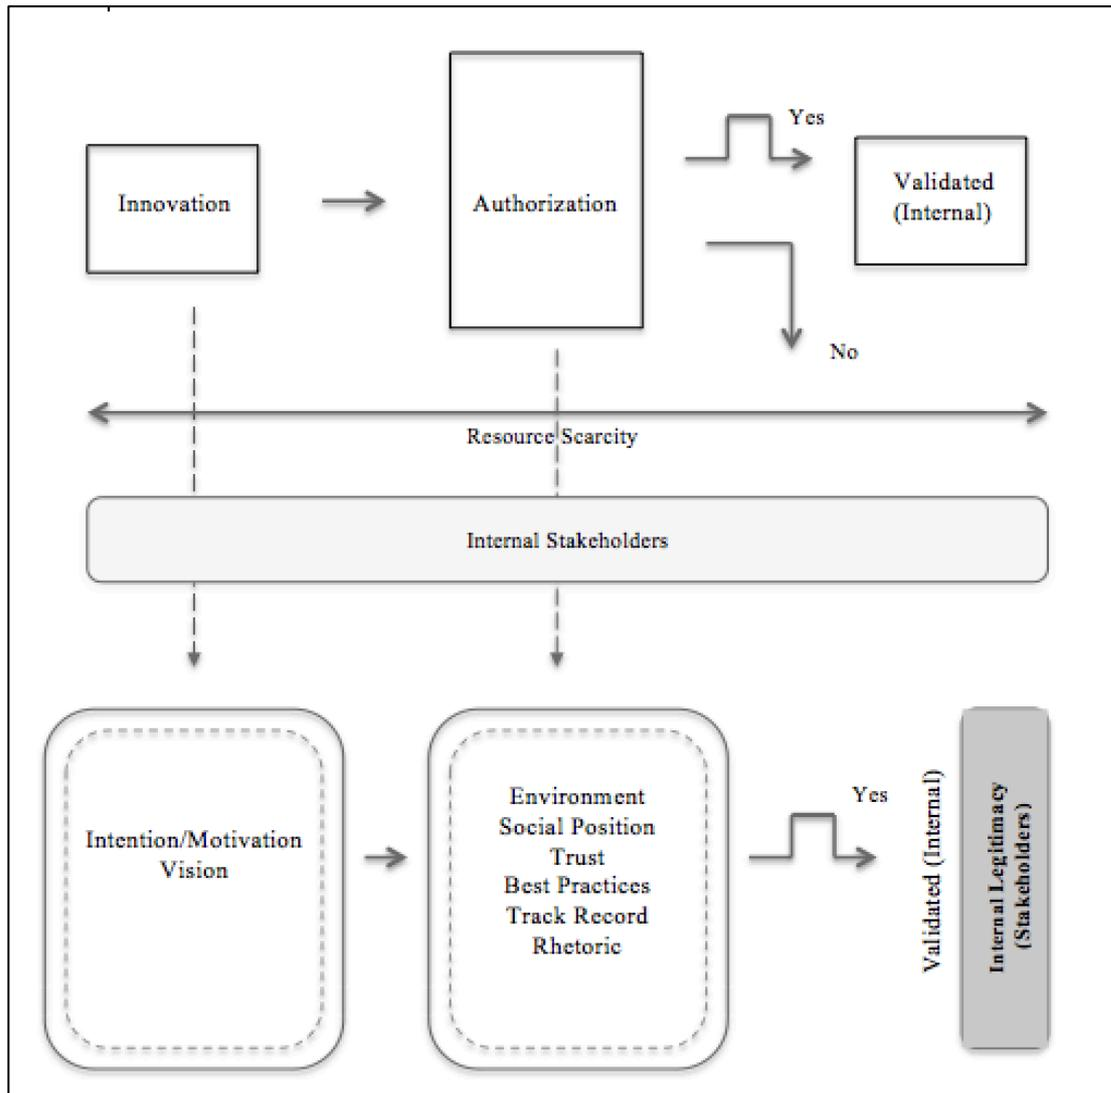 Yes
Innovation
Authorization
Validated
(Internal)
No
Resource Scarcity
Internal Stakeholders
Intention/Motivation
Vision
Environment
Social Position
Trust
Best Practices
Track Record
Rhetoric
Yes
Validated (Internal)
Internal Legitimacy
(Stakeholders)